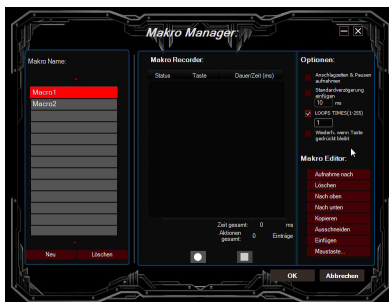 Makro Manager:
Makro Name:
Macro1
Macro2
Neu
Löschen
Makro Recorder:
Status Taste Dauer/Zeit (ms)
Zeit gesamt: 0 ms
Aktionen gesamt: 0 Einträge
Optionen:
Anschlagzeiten & Pausen
aufnehmen
Standardverzögerung
einfügen
10 ms
LOOPS TIMES(1-255)
1
Wiederh. wenn Taste
gedrückt bleibt
Makro Editor:
Aufnahme nach
Löschen
Nach oben
Nach unten
Kopieren
Ausschneiden
Einfügen
Maustaste...
OK
Abbrechen